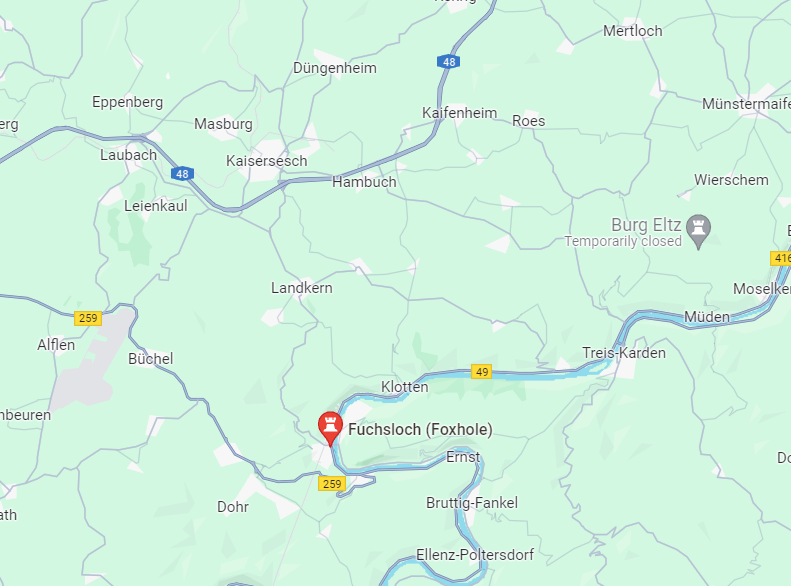 Mertloch
Düngenheim
48
Eppenberg
Kaifenheim
Münstermaife
Masburg
Roes
erg
Laubach
Kaisersesch
48
Hambuch
Wierschem
Leienkaul
Burg Eltz
Temporarily closed
416
Landkern
Moselker
259
Müden
Alflen
Büchel
Treis-Karden
49
Klotten
nbeuren
Fuchsloch (Foxhole)
Ernst
259
Dohr
Bruttig-Fankel
ath
Ellenz-Poltersdorf